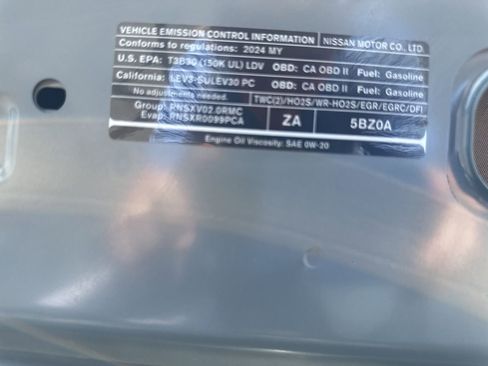 VEHICLE EMISSION CONTROL INFORMATION NISSAN MOTOR CO., LTD.
Conforms to regulations: 2024 MY
U.S. EPA: T3B30 (150K UL) LDV OBD: CA OBD II Fuel: Gasoline
California: LEV3-SULEV30 PC OBD: CA OBD II Fuel: Gasoline
No adjustments needed. TWC(2)/HO2S/WR-HO2S/EGR/EGRC/DFI
Group: RNSXV02.0RMC
Evap: RNSXR0099PCA ZA 5BZ0A
Engine Oil Viscosity: SAE 0W-20